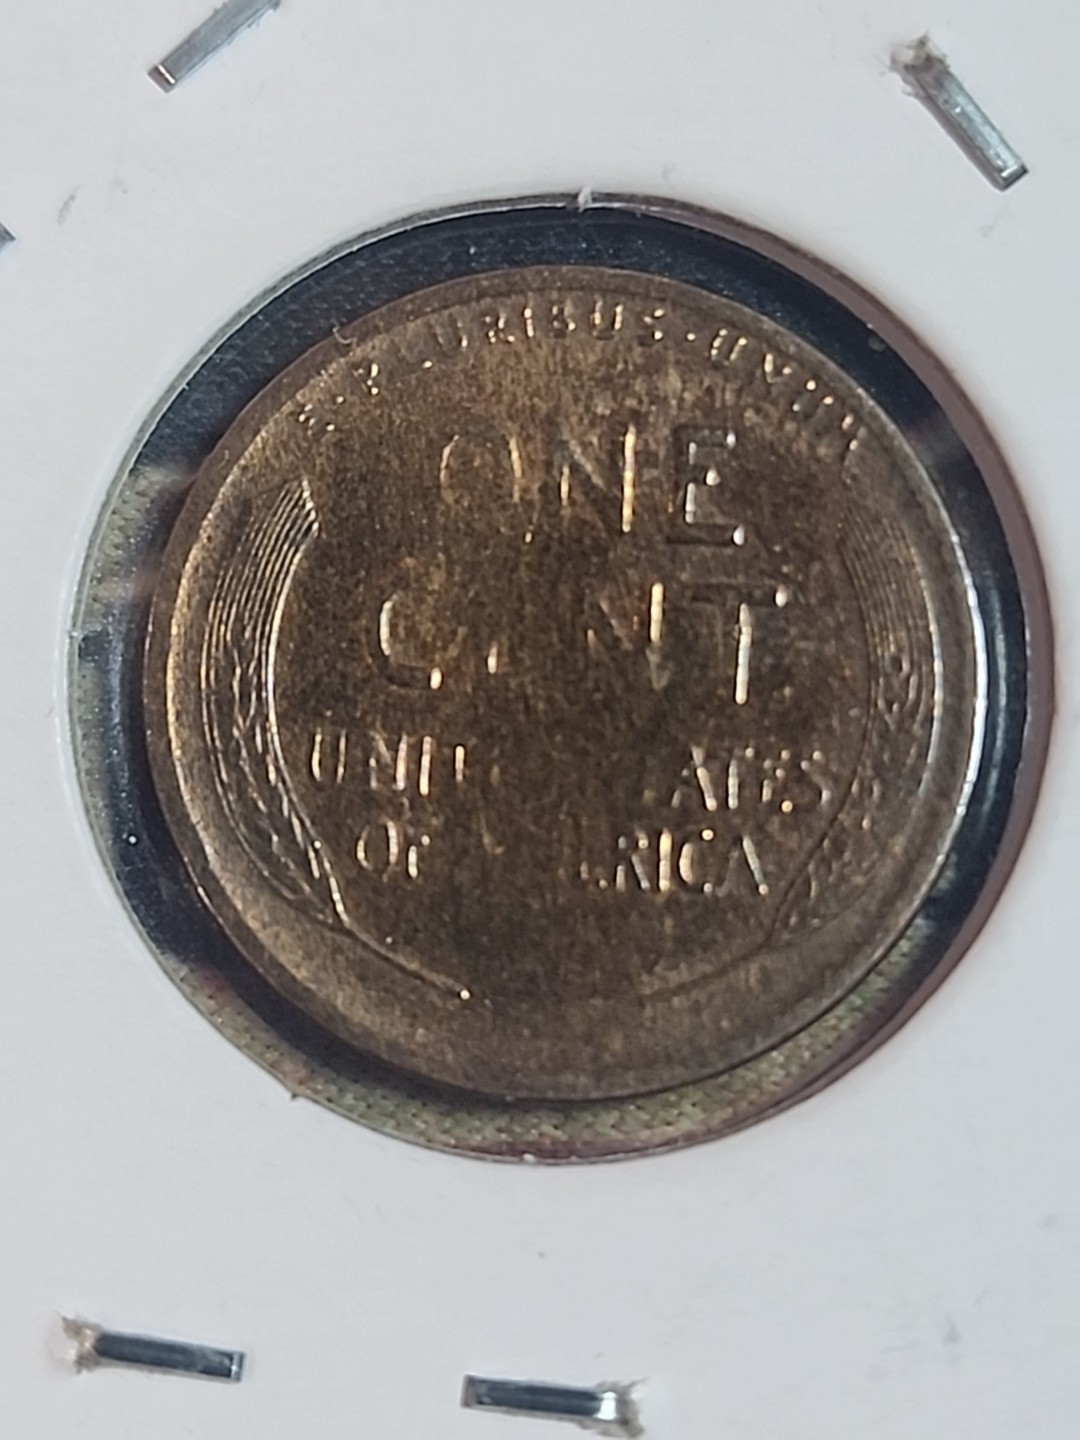 E·PLURIBUS·UNUM
ONE
CENT
UNITED STATES
OF AMERICA